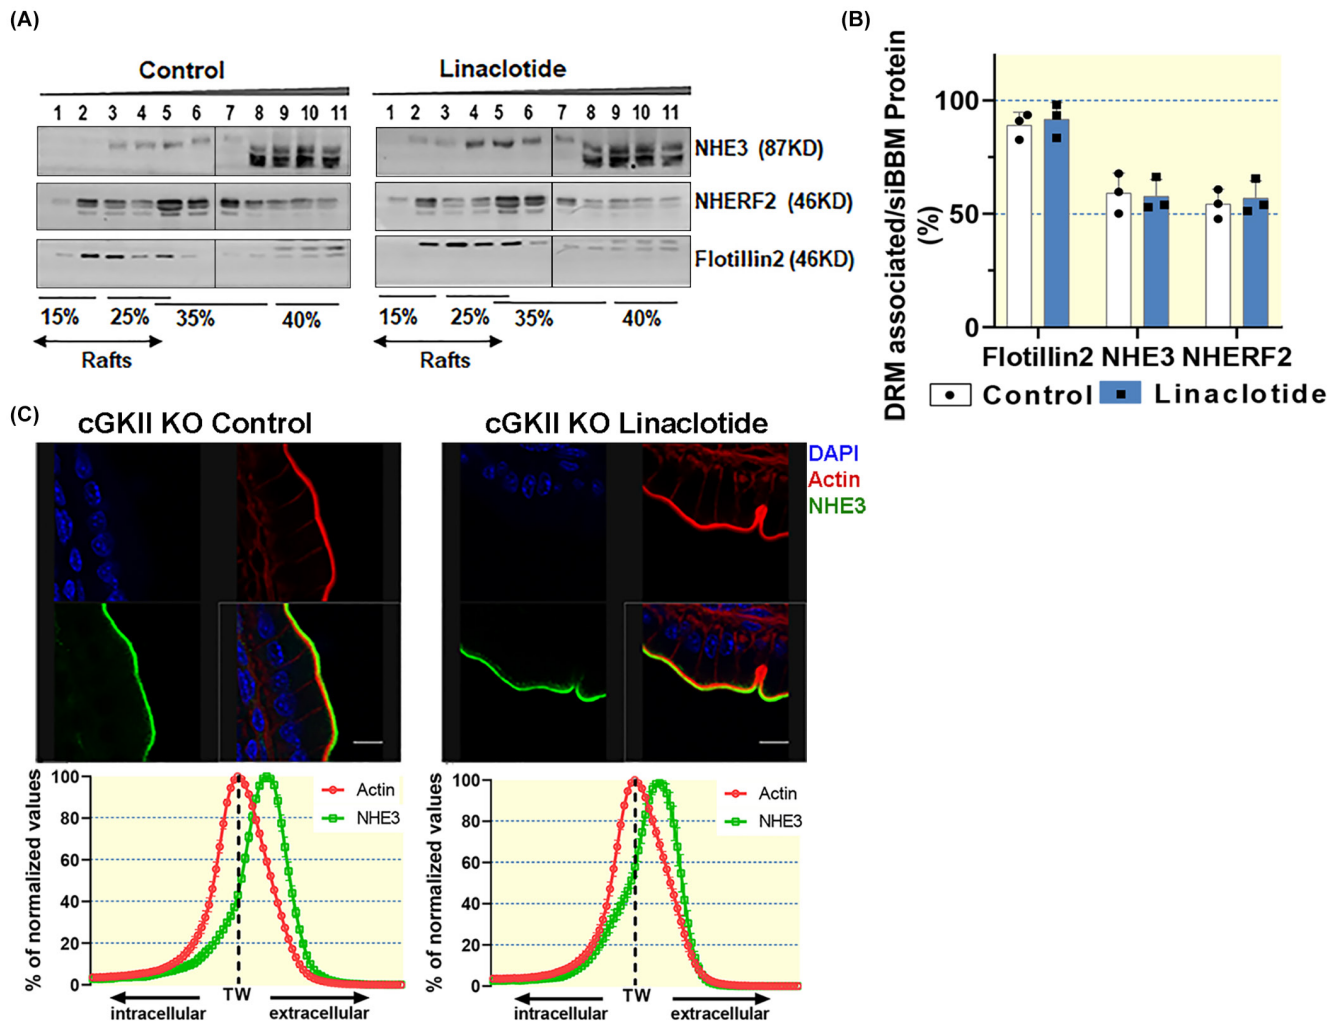 (A)
Control
Linaclotide
1 2 3 4 5 6 7 8 9 10 11
1 2 3 4 5 6 7 8 9 10 11
NHE3 (87KD)
NHERF2 (46KD)
Flotillin2 (46KD)
15% 25% 35% 40%
15% 25% 35% 40%
Rafts
Rafts
(B)
DRM associated/siBBM Protein
(%)
100
50
0
Flotillin2 NHE3 NHERF2
Control Linaclotide
(C)
cGKII KO Control
cGKII KO Linaclotide
DAPI
Actin
NHE3
% of normalized values
100
80
60
40
20
0
Actin
NHE3
TW
intracellular
extracellular
% of normalized values
100
80
60
40
20
0
Actin
NHE3
TW
intracellular
extracellular